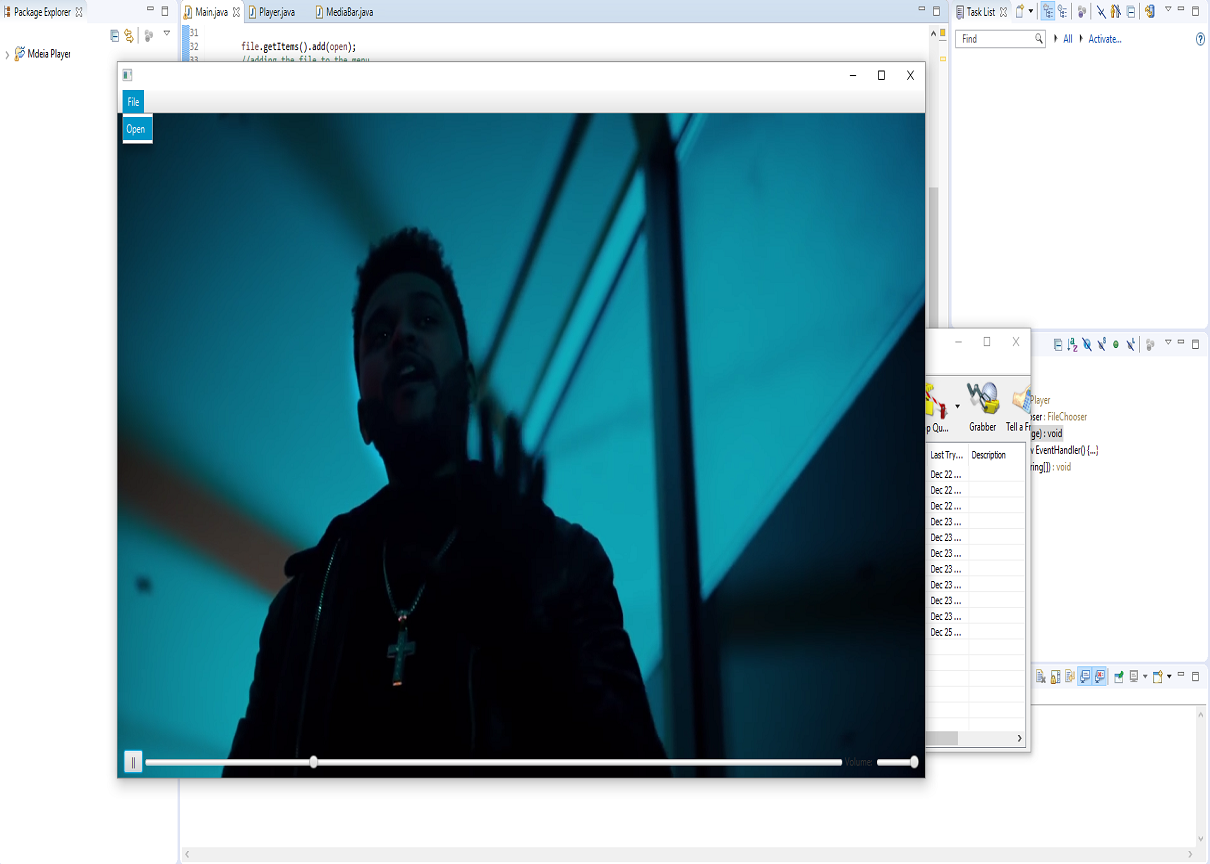 Package Explorer
Main.java
Player.java
MediaBar.java
Task List
31
32 file.getItems().add(open);
33 //adding the file to the menu
Mdeia Player
Find
All
Activate...
File
Open
Player
ser : FileChooser
ge) : void
EventHandler() {...}
ring[]) : void
p Qu...
Grabber
Tell a F
Last Try...
Description
Dec 22 ...
Dec 22 ...
Dec 22 ...
Dec 23 ...
Dec 23 ...
Dec 23 ...
Dec 23 ...
Dec 23 ...
Dec 23 ...
Dec 23 ...
Dec 25 ...
Volume: